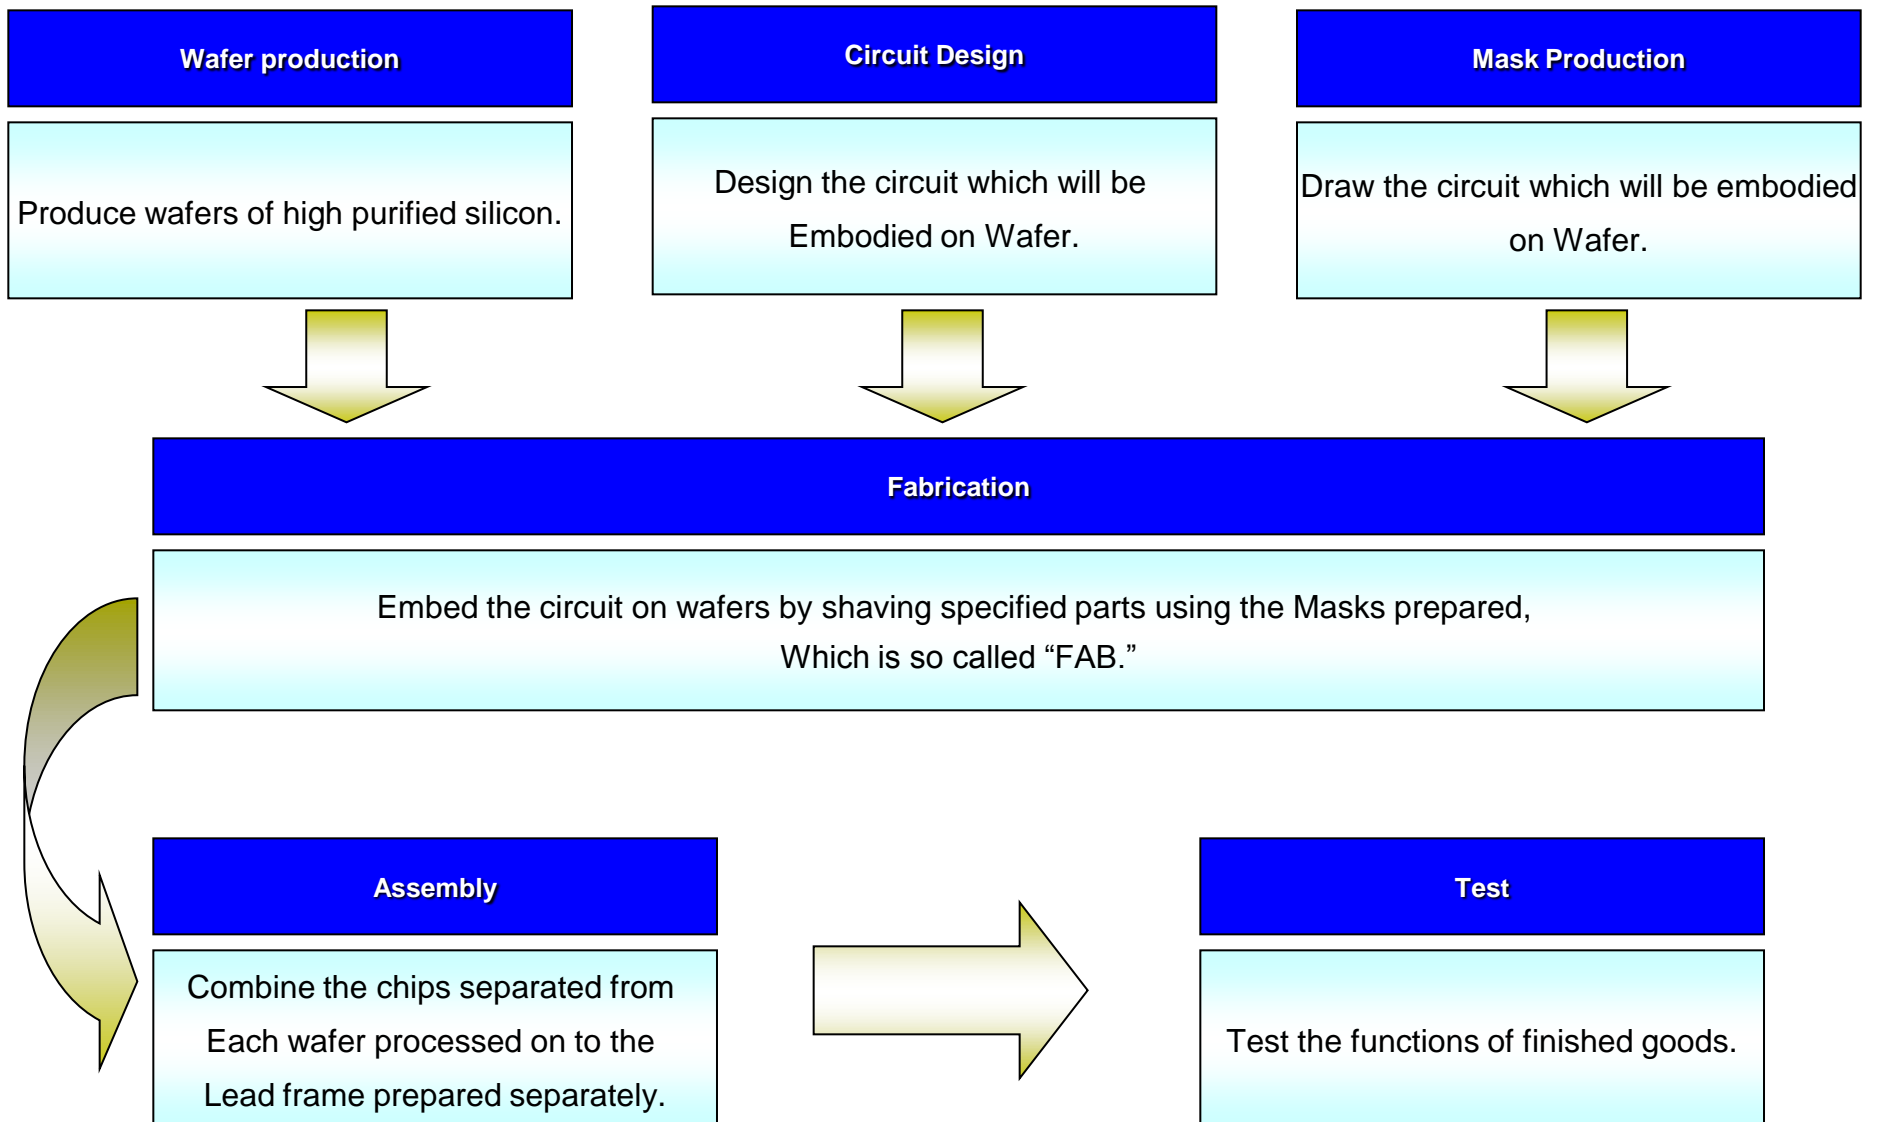 Wafer production
Produce wafers of high purified silicon.
Circuit Design
Design the circuit which will be
Embodied on Wafer.
Mask Production
Draw the circuit which will be embodied
on Wafer.
Fabrication
Embed the circuit on wafers by shaving specified parts using the Masks prepared,
Which is so called “FAB.”
Assembly
Combine the chips separated from
Each wafer processed on to the
Lead frame prepared separately.
Test
Test the functions of finished goods.